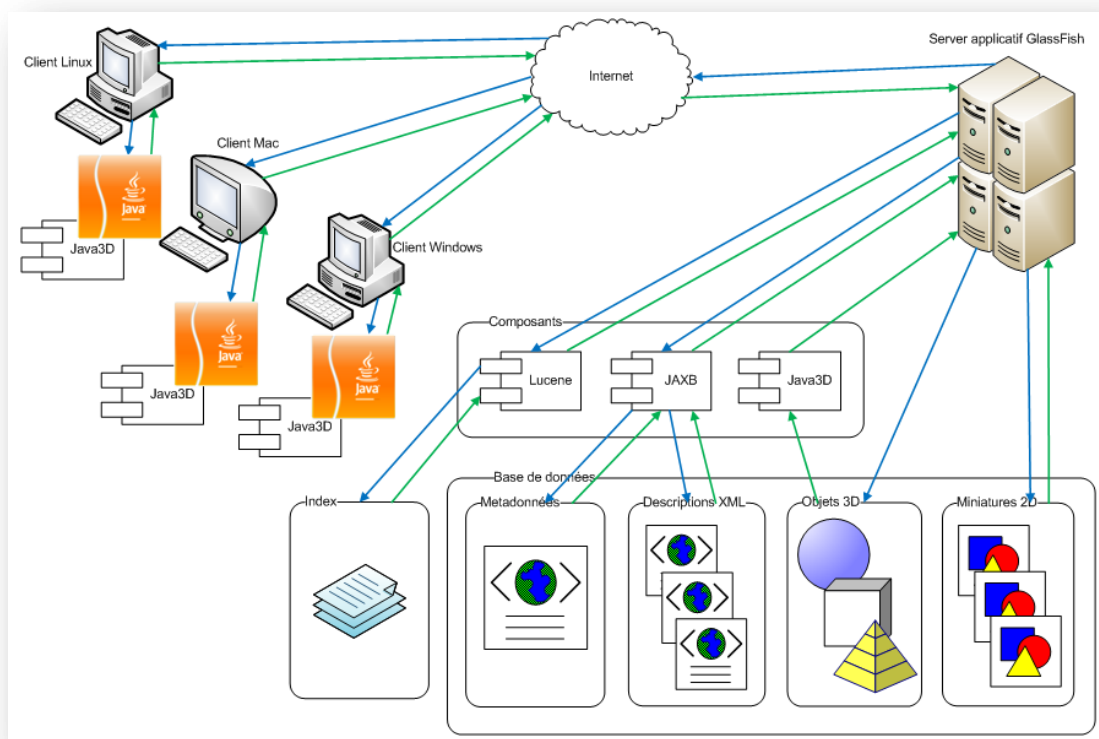 Server applicatif GlassFish
Client Linux
Internet
Client Mac
Java
Java3D
Client Windows
Java
Java3D
Java
Java3D
Composants
Lucene
JAXB
Java3D
Base de données
Index
Metadonnées
Descriptions XML
Objets 3D
Miniatures 2D